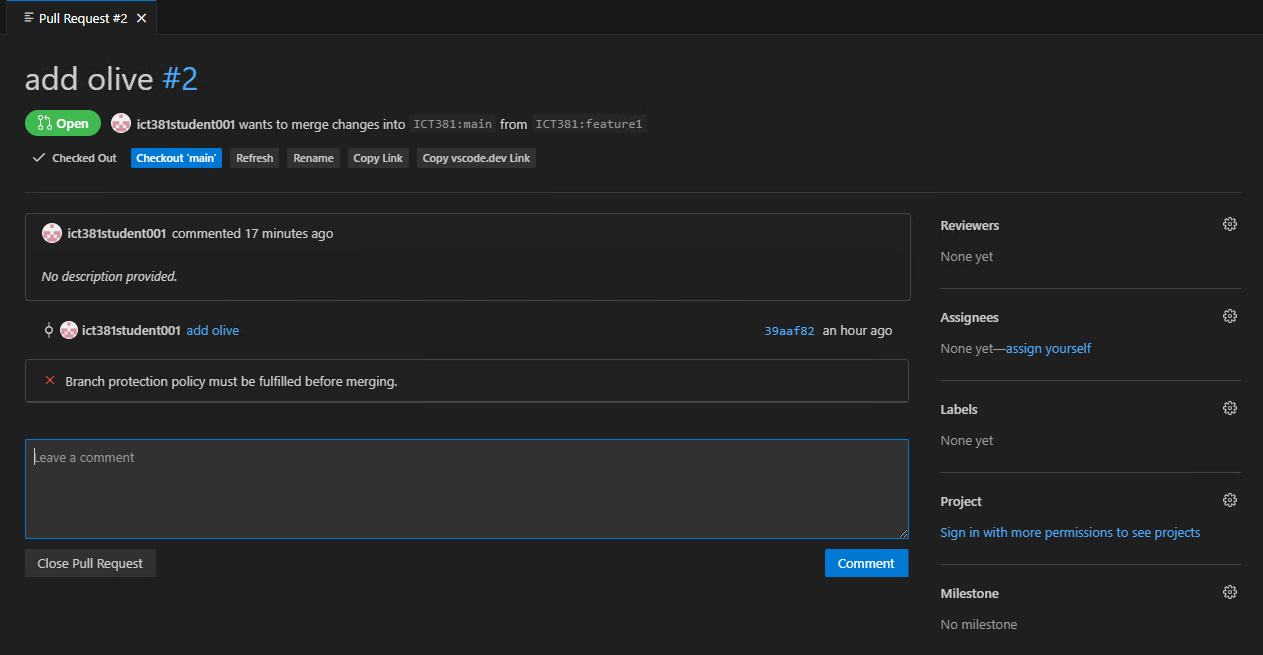 Pull Request #2
add olive #2
Open ict381student001 wants to merge changes into ICT381:main from ICT381:feature1
Checked Out Checkout 'main' Refresh Rename Copy Link Copy vscode.dev Link
ict381student001 commented 17 minutes ago
No description provided.
ict381student001 add olive 39aaf82 an hour ago
Branch protection policy must be fulfilled before merging.
Leave a comment
Close Pull Request Comment
Reviewers
None yet
Assignees
None yet—assign yourself
Labels
None yet
Project
Sign in with more permissions to see projects
Milestone
No milestone